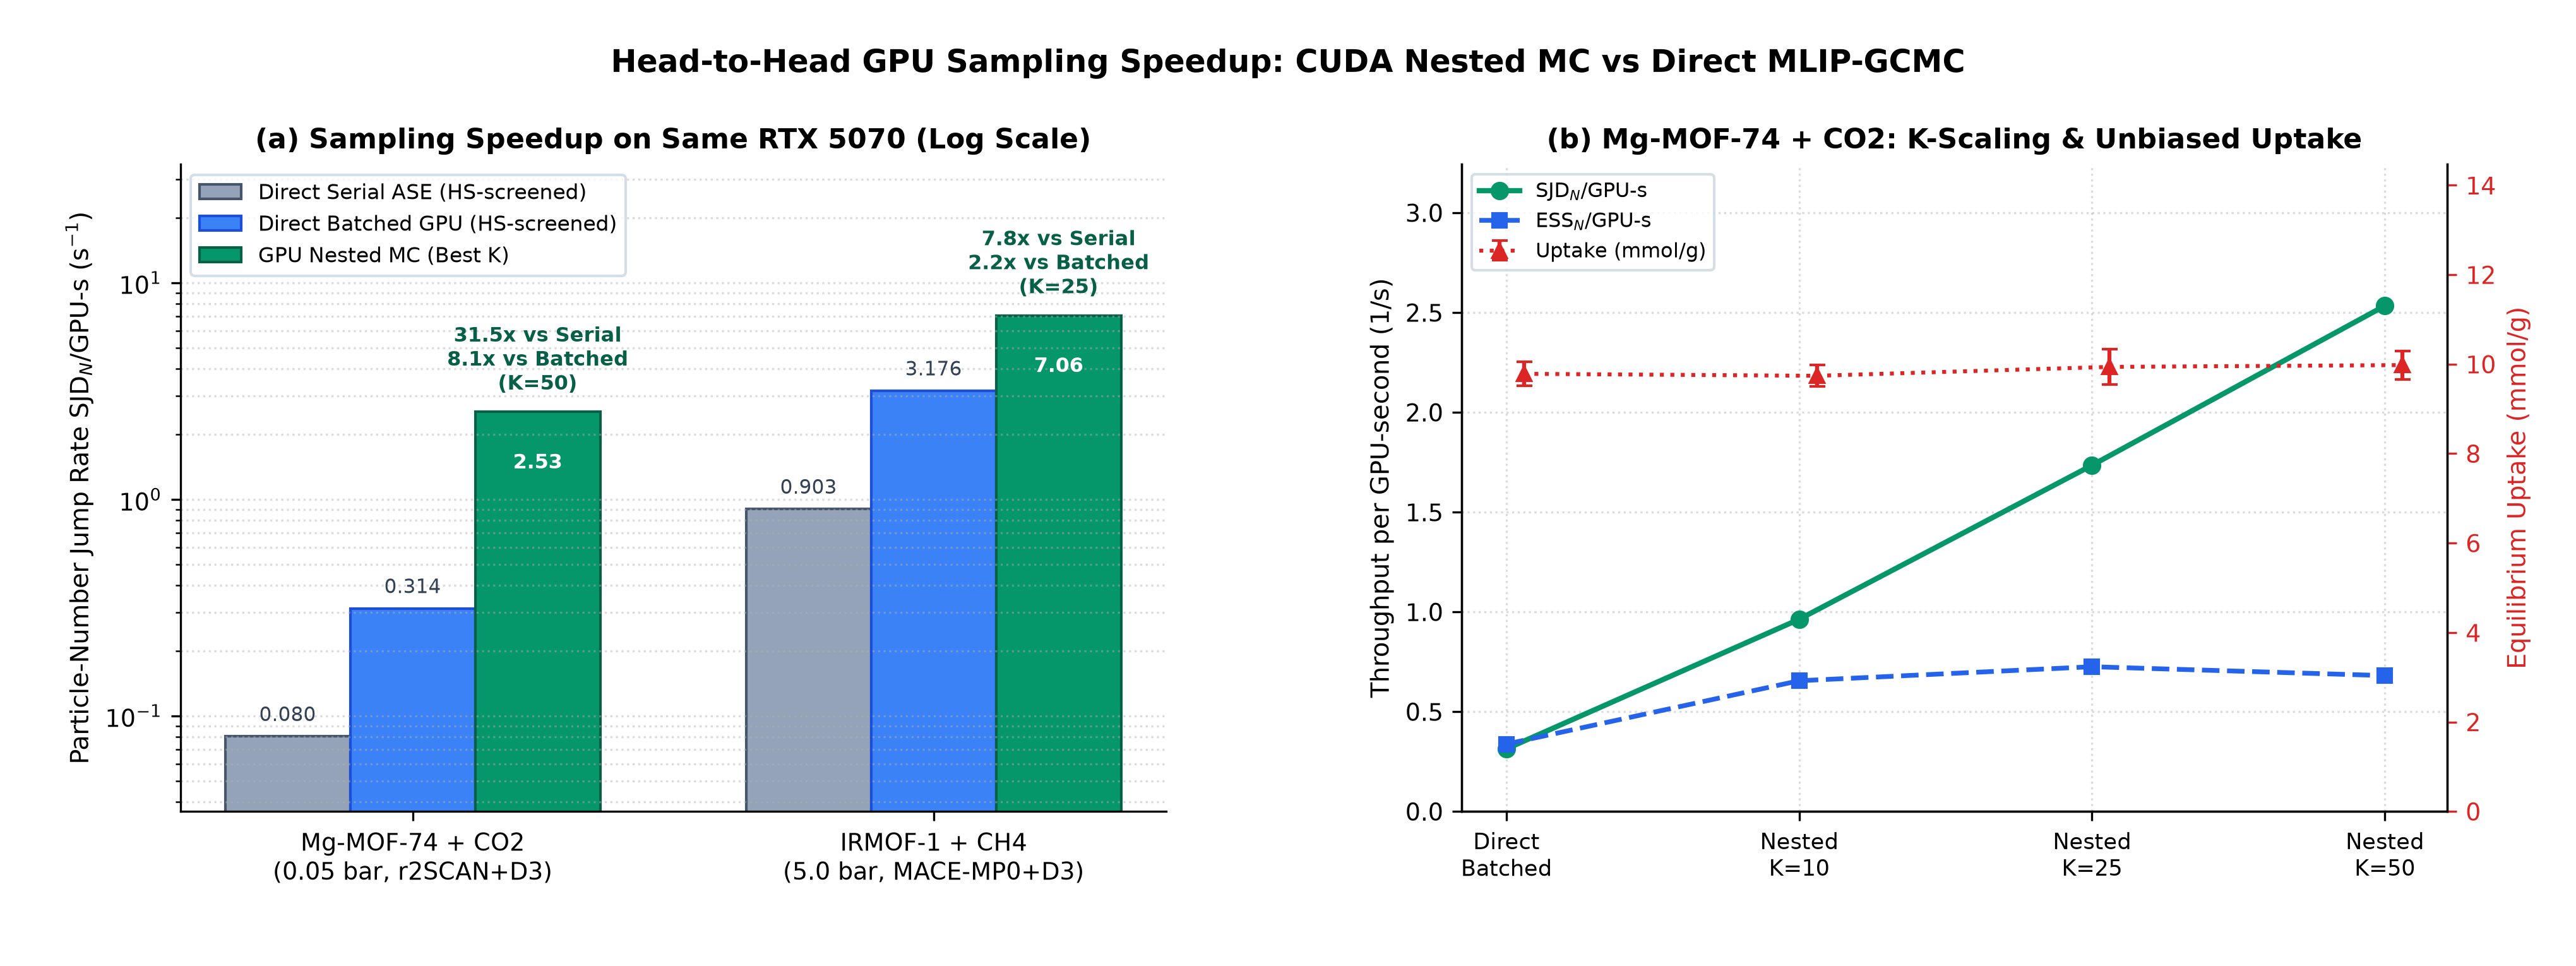 Head-to-Head GPU Sampling Speedup: CUDA Nested MC vs Direct MLIP-GCMC
(a) Sampling Speedup on Same RTX 5070 (Log Scale)
Particle-Number Jump Rate SJD_N/GPU-s (s⁻¹)
10¹
10⁰
10⁻¹
Direct Serial ASE (HS-screened)
Direct Batched GPU (HS-screened)
GPU Nested MC (Best K)
7.8x vs Serial
2.2x vs Batched
(K=25)
31.5x vs Serial
8.1x vs Batched
(K=50)
0.080
0.314
2.53
0.903
3.176
7.06
Mg-MOF-74 + CO2
(0.05 bar, r2SCAN+D3)
IRMOF-1 + CH4
(5.0 bar, MACE-MP0+D3)
(b) Mg-MOF-74 + CO2: K-Scaling & Unbiased Uptake
Throughput per GPU-second (1/s)
3.0
2.5
2.0
1.5
1.0
0.5
0.0
SJD_N/GPU-s
ESS_N/GPU-s
Uptake (mmol/g)
Direct
Batched
Nested
K=10
Nested
K=25
Nested
K=50
14
12
10
8
6
4
2
0
Equilibrium Uptake (mmol/g)